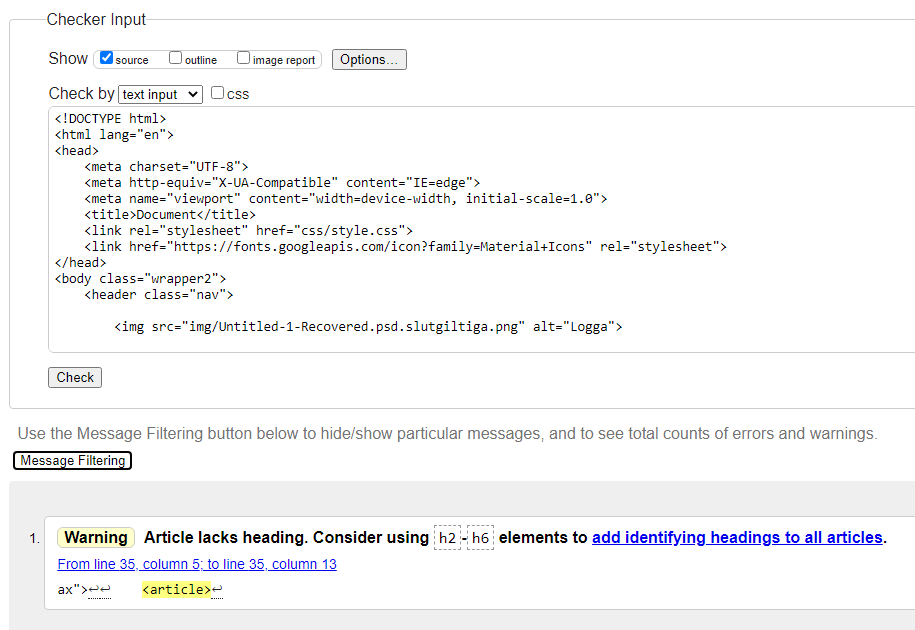 Checker Input
Show source outline image report Options...
Check by text input css
<!DOCTYPE html>
<html lang="en">
<head>
    <meta charset="UTF-8">
    <meta http-equiv="X-UA-Compatible" content="IE=edge">
    <meta name="viewport" content="width=device-width, initial-scale=1.0">
    <title>Document</title>
    <link rel="stylesheet" href="css/style.css">
    <link href="https://fonts.googleapis.com/icon?family=Material+Icons" rel="stylesheet">
</head>
<body class="wrapper2">
    <header class="nav">
        <img src="img/Untitled-1-Recovered.psd.slutgiltiga.png" alt="Logga">
Check
Use the Message Filtering button below to hide/show particular messages, and to see total counts of errors and warnings.
Message Filtering
1. Warning Article lacks heading. Consider using h2-h6 elements to add identifying headings to all articles.
From line 35, column 5; to line 35, column 13
ax">↩↩    <article>↩